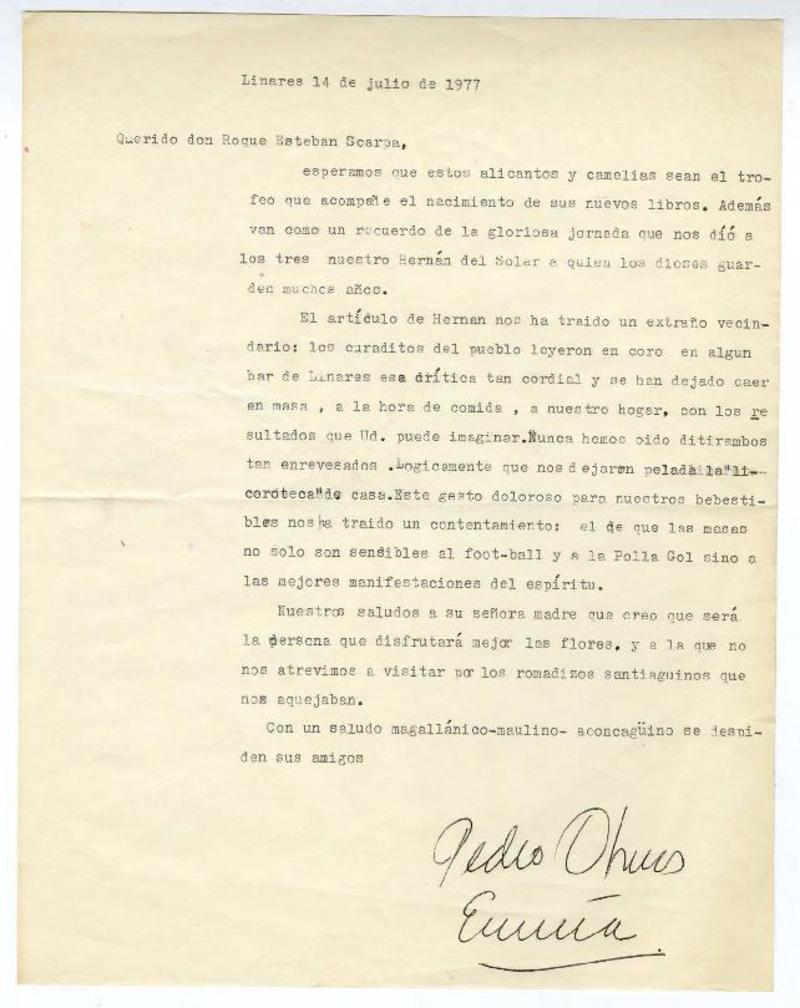 Linares 14 de julio de 1977
Querido don Roque Esteban Scarpa,
esperamos que estos alicantos y camelias sean el tro-
feo que acompañe el nacimiento de sus nuevos libros. Además
van como un recuerdo de la gloriosa jornada que nos díó a
los tres nuestro Hernán del Solar a quien los dioses guar-
den muchos años.
El artículo de Hernan nos ha traido un extraño vecin-
dario: los curaditos del pueblo leyeron en coro en algun
bar de Linares esa drítica tan cordial y se han dejado caer
en masa , a la hora de comida , a nuestro hogar, con los re
sultados que Ud. puede imaginar.Nunca hemos oido ditirambos
tan enrevesados .Logicamente que nos dejaron pelada la"li-
coroteca"de casa.Este gesto doloroso para nuestros bebesti-
bles nos ha traido un contentamiento: el de que las masas
no solo son sensibles al foot-ball y a la Polla Gol sino a
las mejores manifestaciones del espíritu.
Nuestros saludos a su señora madre que creo que será
la persona que disfrutará mejor las flores, y a la que no
nos atrevimos a visitar por los romadizos santiaguinos que
nos aquejaban.
Con un saludo magallánico-maulino- aconcagüino se despi-
den sus amigos
Pedro Olmos
Emma